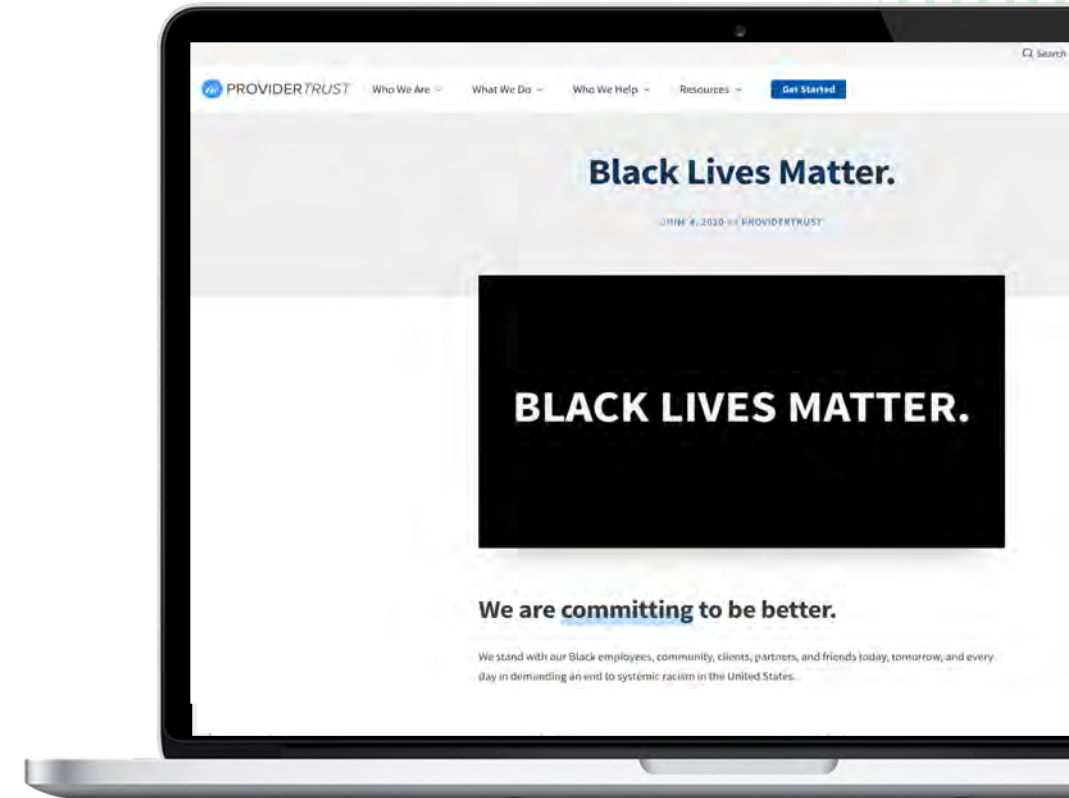 Search
PROVIDERTRUST Who We Are What We Do Who We Help Resources Get Started
Black Lives Matter.
JUNE 4, 2020 BY PROVIDERTRUST
BLACK LIVES MATTER.
We are committing to be better.
We stand with our Black employees, community, clients, partners, and friends today, tomorrow, and every
day in demanding an end to systemic racism in the United States.